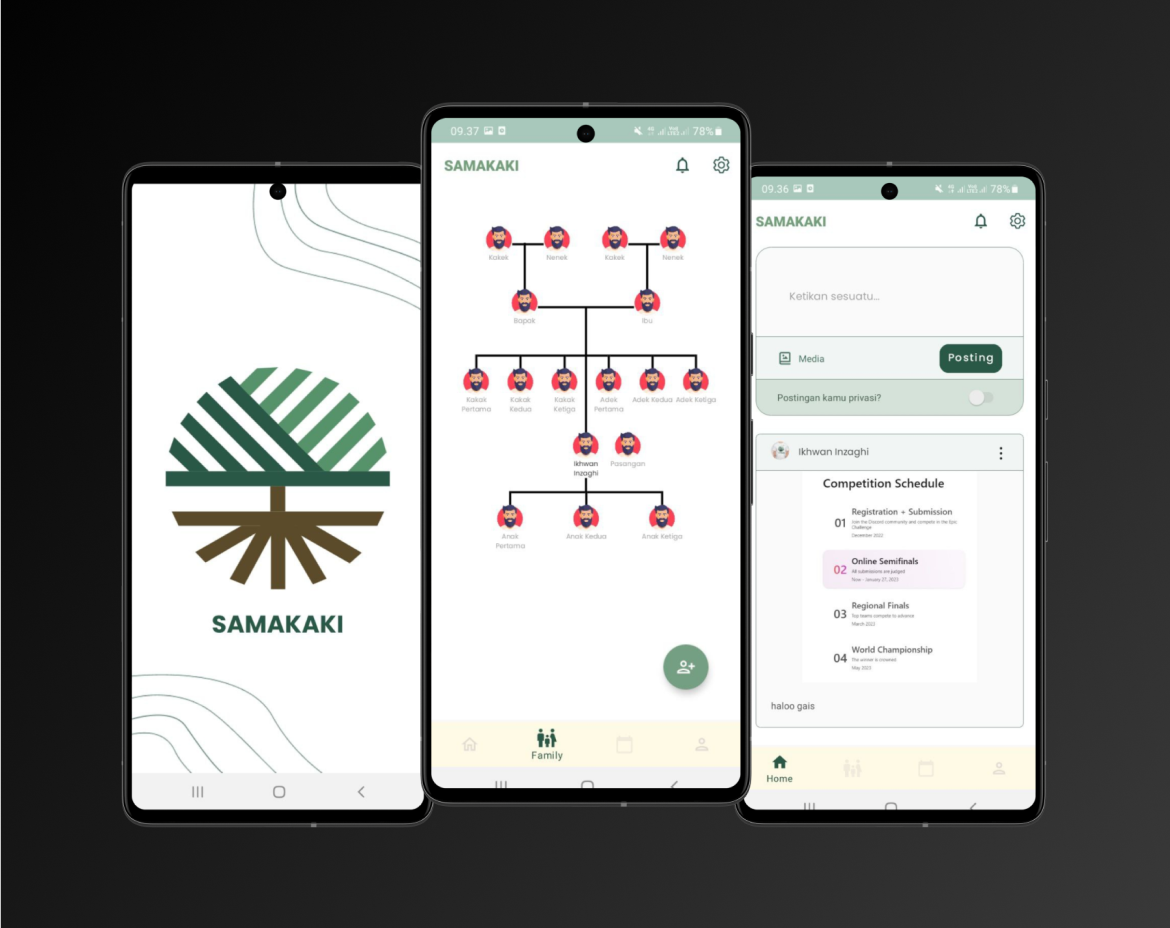 SAMAKAKI
09.37
78%
SAMAKAKI
Kakek
Nenek
Kakek
Nenek
Bapak
Ibu
Kakak
Pertama
Kakak
Kedua
Kakak
Ketiga
Adek
Pertama
Adek Kedua
Adek Ketiga
Ikhwan
Inzaghi
Pasangan
Anak
Pertama
Anak Kedua
Anak Ketiga
Family
09.36
78%
SAMAKAKI
Ketikan sesuatu...
Media
Posting
Postingan kamu privasi?
Ikhwan Inzaghi
Competition Schedule
01
Registration + Submission
Join the Discord community and compete in the Epic
Challenge
December 2022
02
Online Semifinals
All submissions are judged
Now - January 27, 2023
03
Regional Finals
Top teams compete to advance
March 2023
04
World Championship
The winner is crowned
May 2023
haloo gais
Home